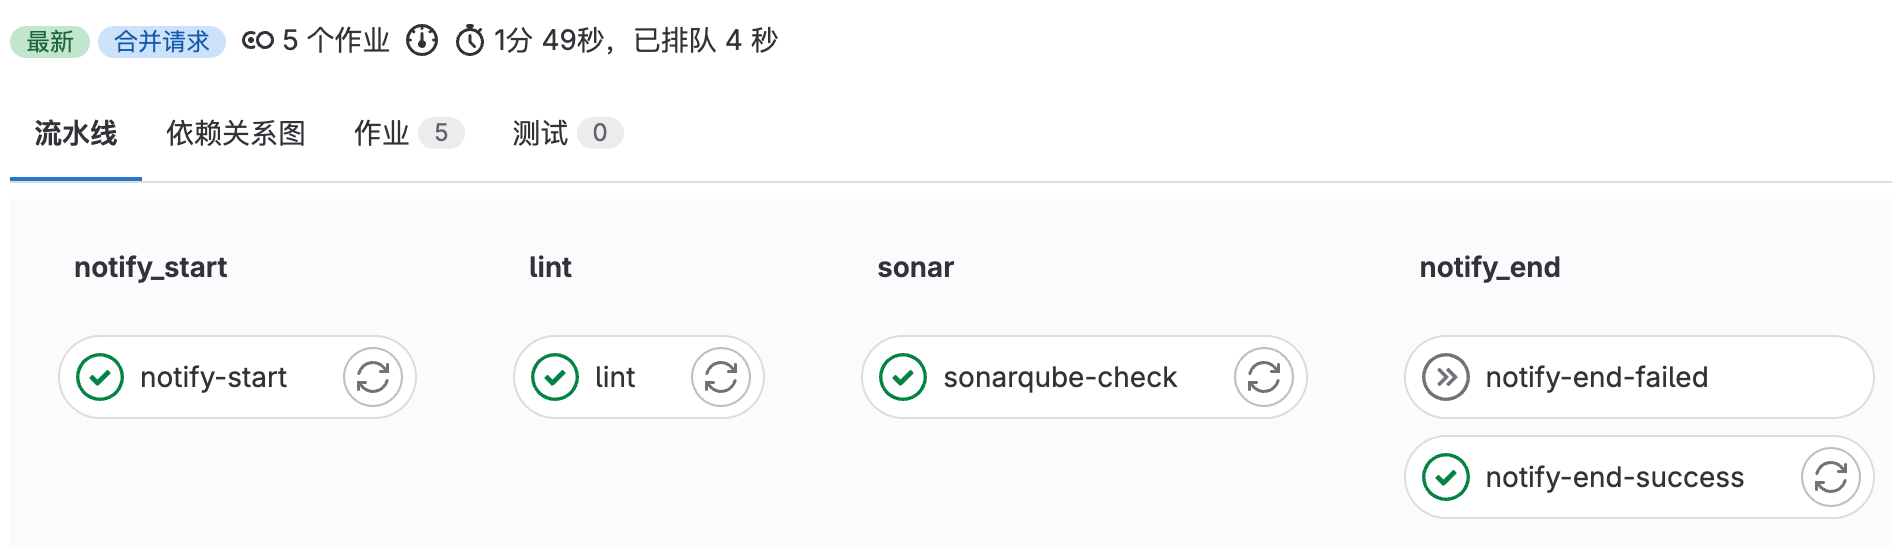 最新 合并请求 5 个作业 1分 49秒，已排队 4 秒
流水线 依赖关系图 作业 5 测试 0
notify_start lint sonar notify_end
notify-start lint sonarqube-check notify-end-failed
notify-end-success